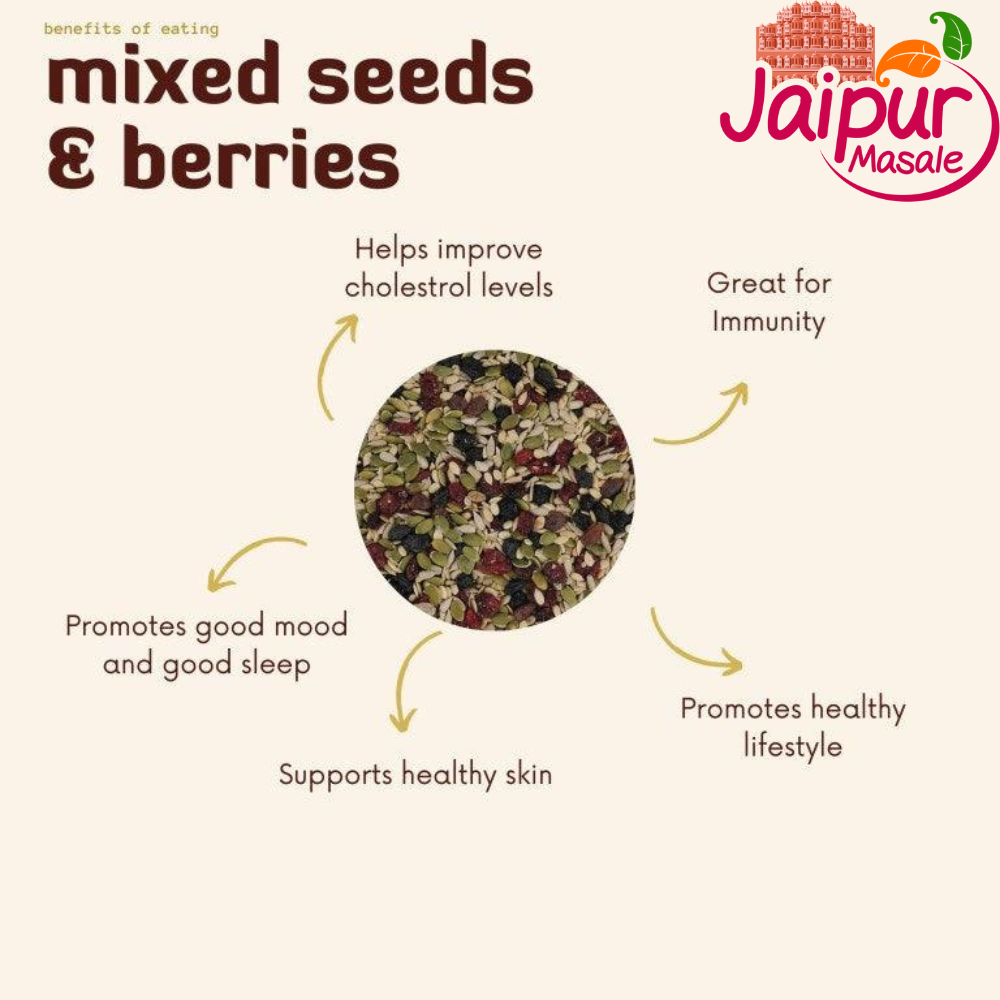 benefits of eating
mixed seeds
& berries
Jaipur
Masale
Helps improve
cholestrol levels
Great for
Immunity
Promotes good mood
and good sleep
Promotes healthy
lifestyle
Supports healthy skin